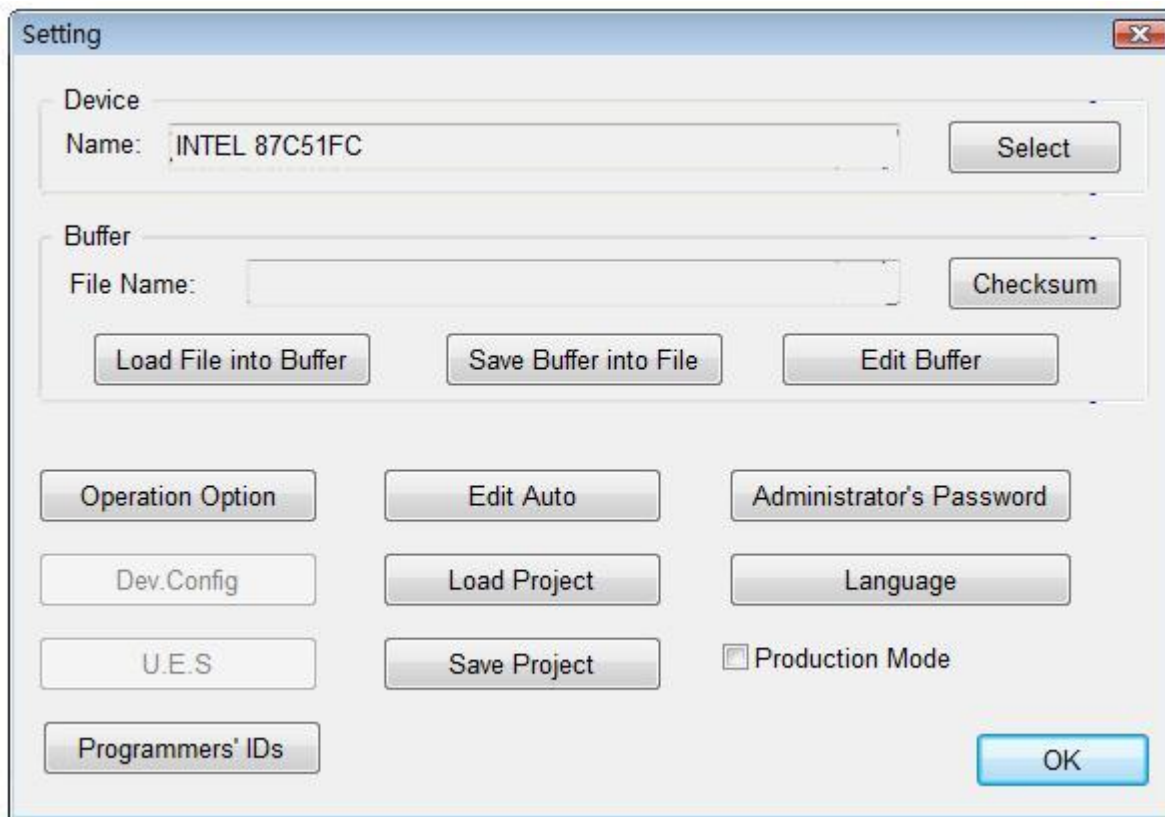 Setting
Device
Name: INTEL 87C51FC Select
Buffer
File Name: Checksum
Load File into Buffer Save Buffer into File Edit Buffer
Operation Option Edit Auto Administrator's Password
Dev.Config Load Project Language
U.E.S Save Project Production Mode
Programmers' IDs OK